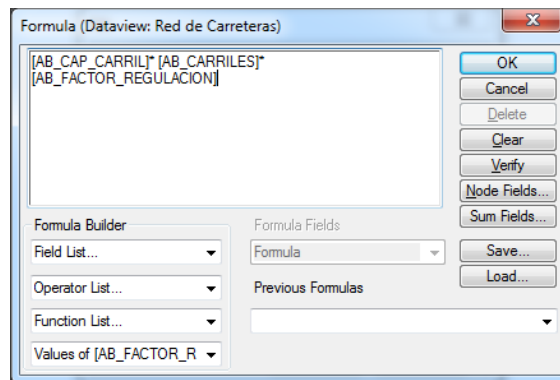 Formula (Dataview: Red de Carreteras)
[AB_CAP_CARRIL]* [AB_CARRILES]*
[AB_FACTOR_REGULACION]
OK
Cancel
Delete
Clear
Verify
Node Fields...
Sum Fields...
Save...
Load...
Formula Builder
Field List...
Operator List...
Function List...
Values of [AB_FACTOR_R
Formula Fields
Formula
Previous Formulas